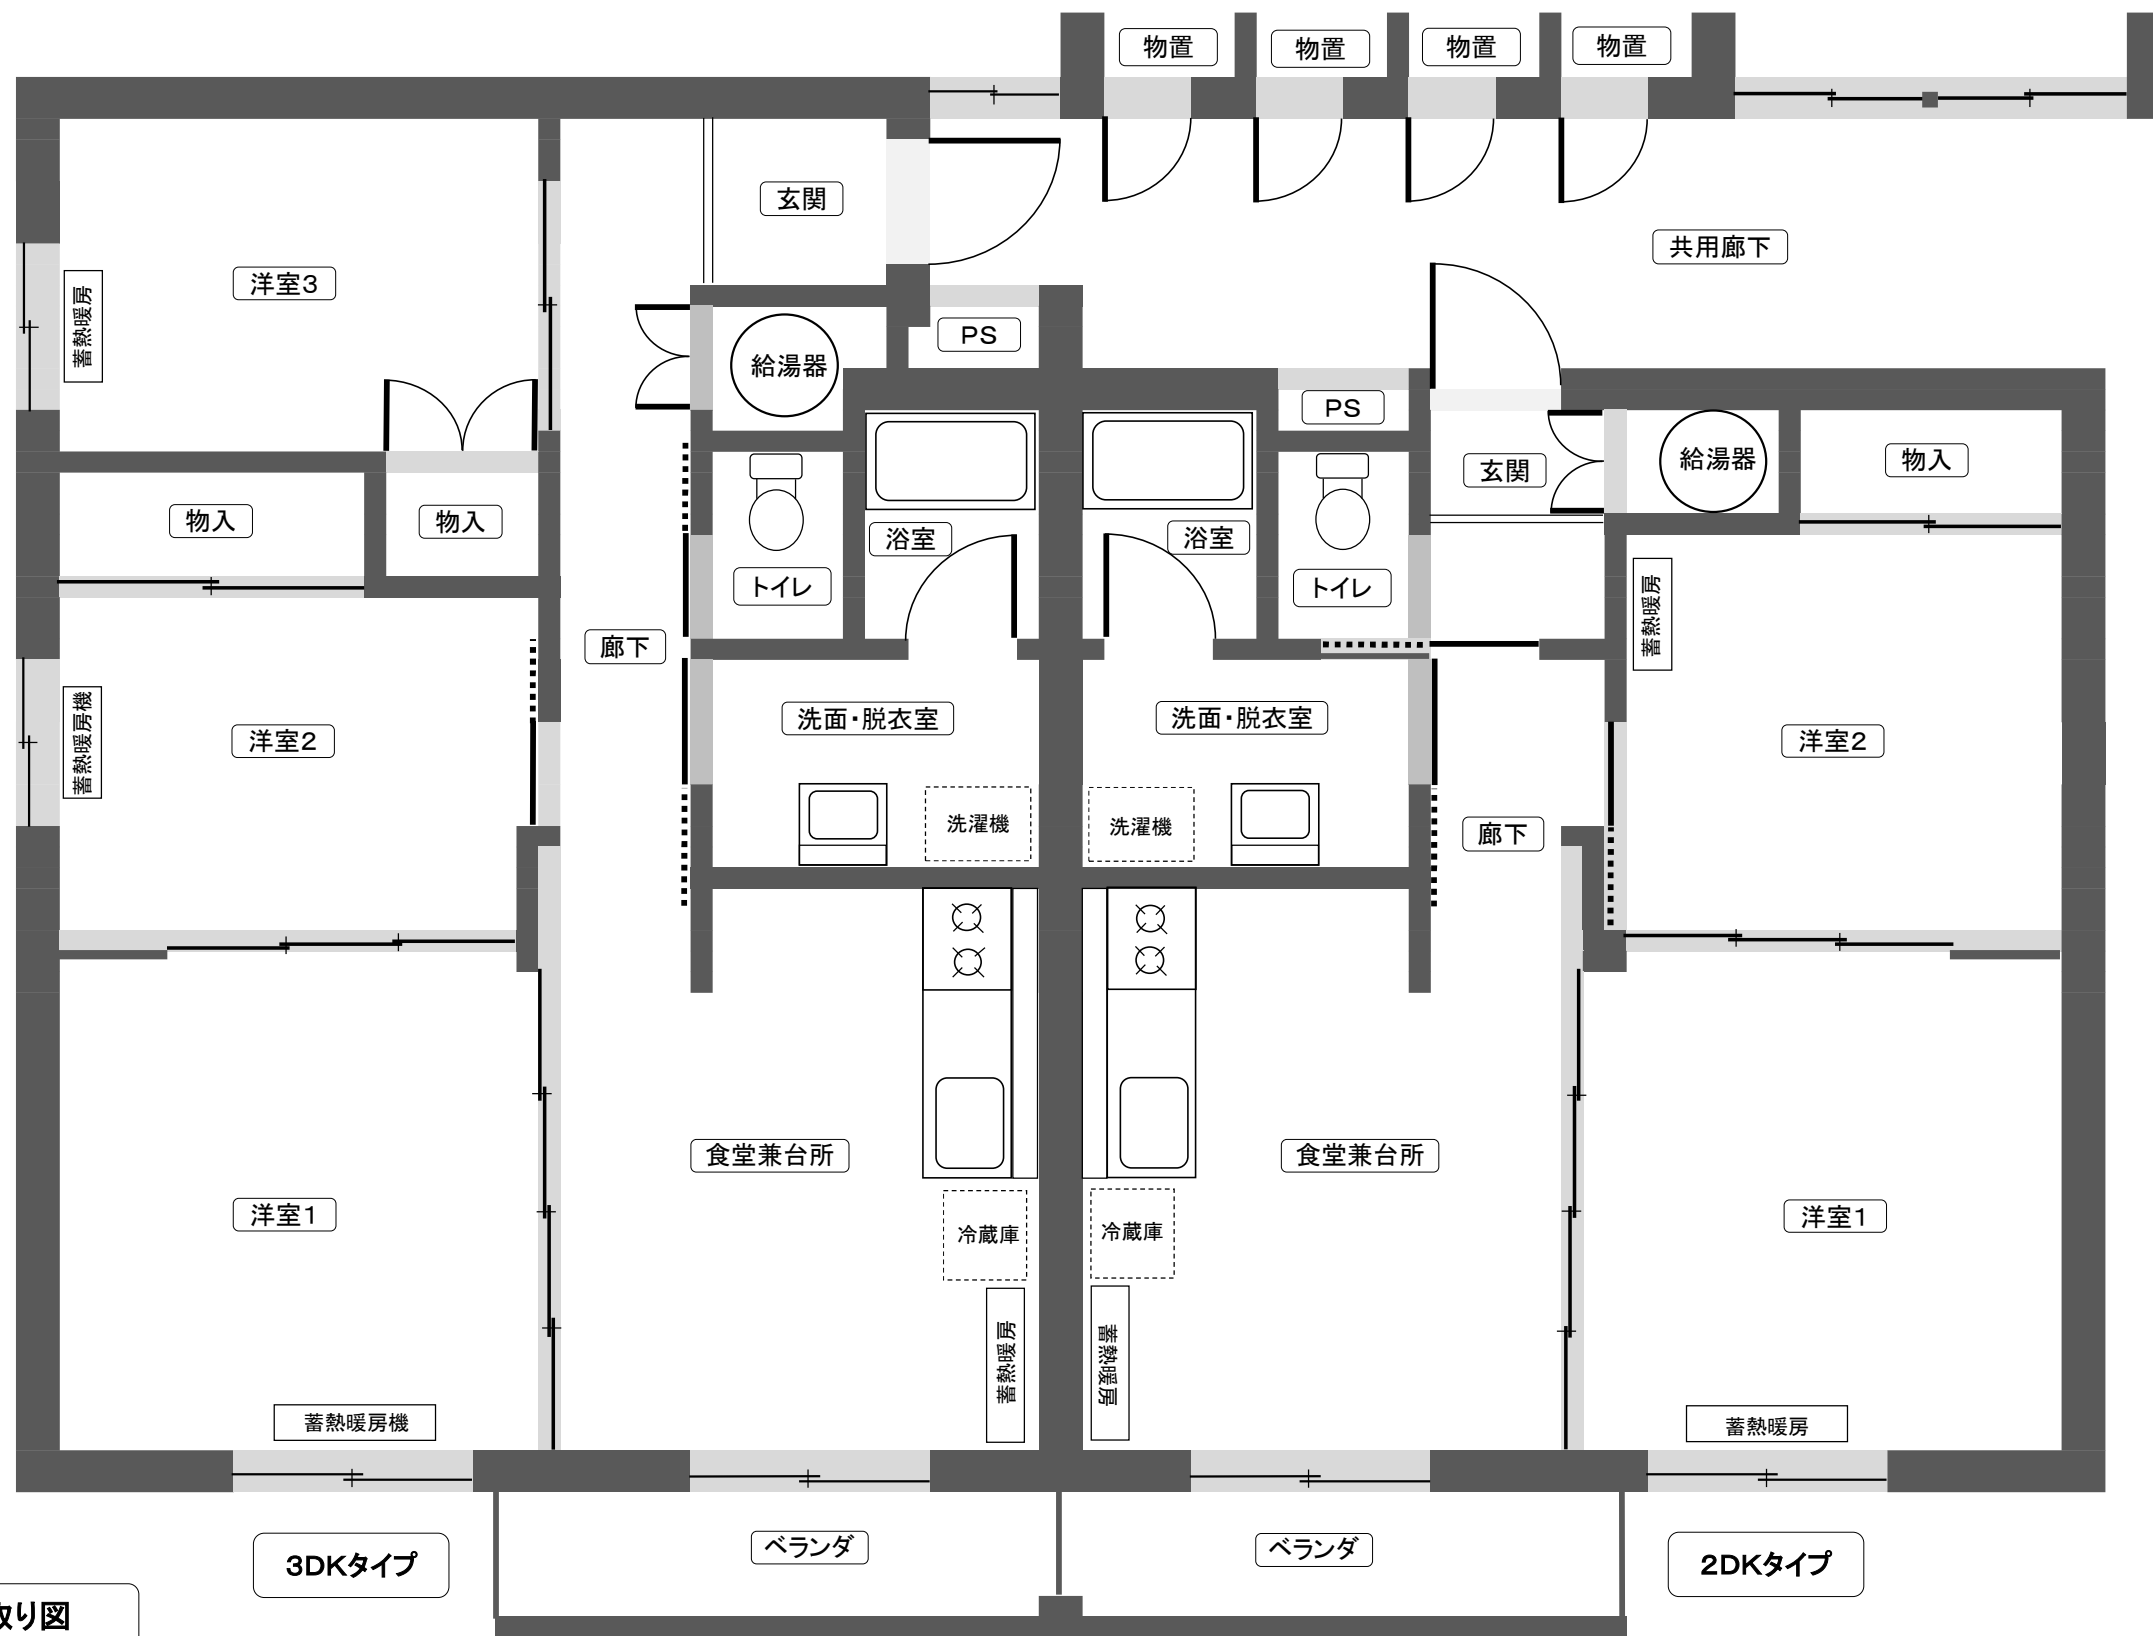 物置
物置
物置
物置
玄関
共用廊下
洋室3
蓄熱暖房
PS
給湯器
PS
物入
物入
浴室
浴室
玄関
給湯器
物入
トイレ
トイレ
蓄熱暖房
廊下
洗面・脱衣室
洗面・脱衣室
洋室2
蓄熱暖房機
洋室2
洗濯機
洗濯機
廊下
食堂兼台所
食堂兼台所
洋室1
洋室1
冷蔵庫
冷蔵庫
蓄熱暖房
蓄熱暖房
蓄熱暖房機
蓄熱暖房
ベランダ
ベランダ
3DKタイプ
2DKタイプ
取り図